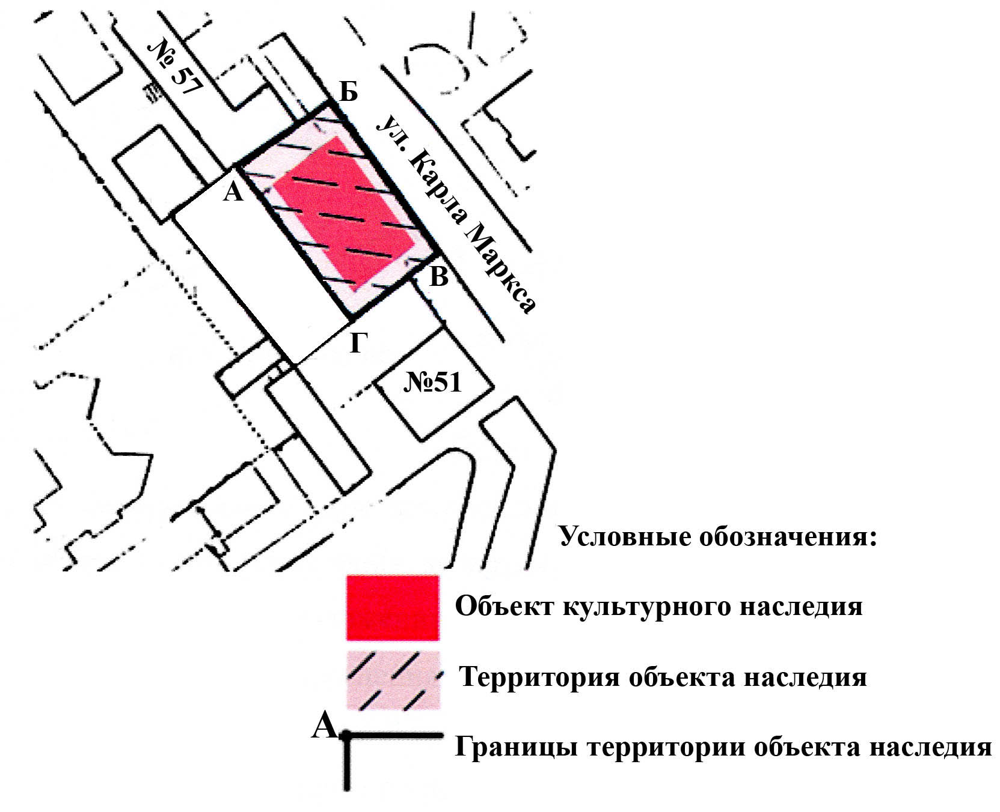 № 57
Б
ул. Карла Маркса
А
В
Г
№51
Условные обозначения:
Объект культурного наследия
Территория объекта наследия
А
Границы территории объекта наследия